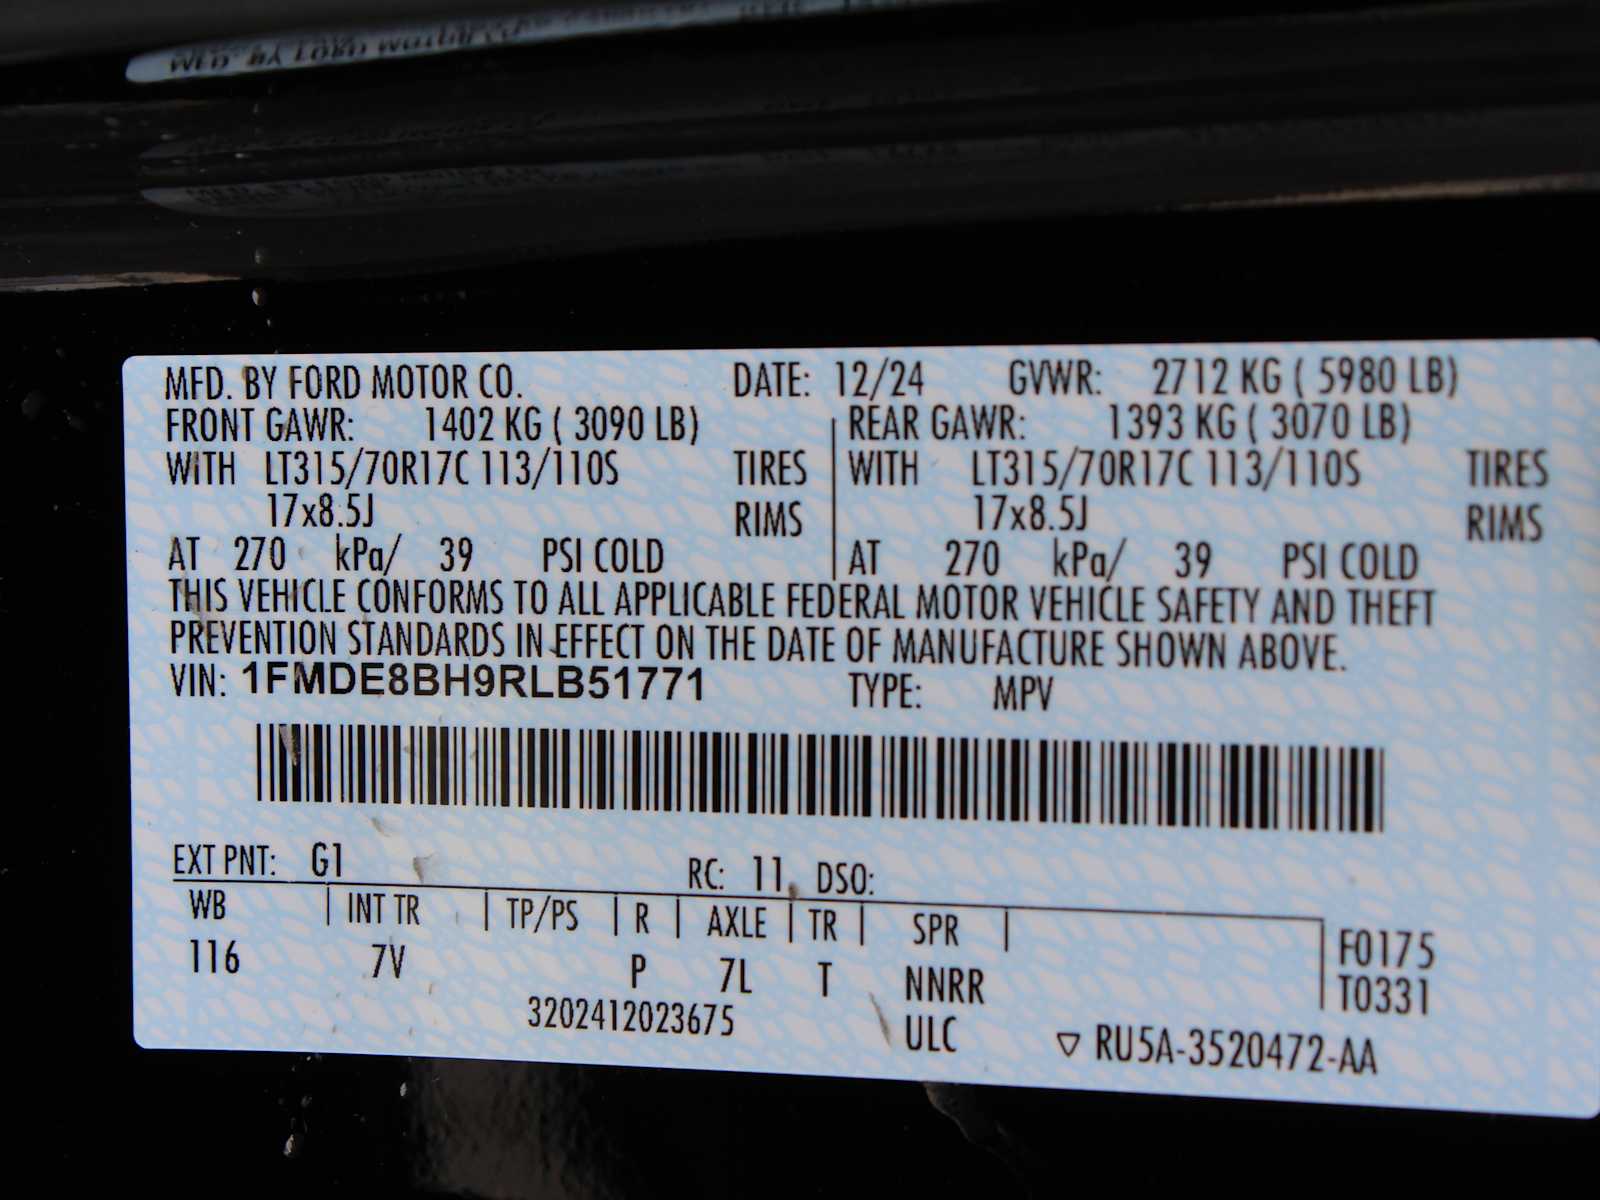 MFD. BY FORD MOTOR CO. DATE: 12/24 GVWR: 2712 KG ( 5980 LB)
FRONT GAWR: 1402 KG ( 3090 LB) REAR GAWR: 1393 KG ( 3070 LB)
WITH LT315/70R17C 113/110S TIRES WITH LT315/70R17C 113/110S TIRES
17x8.5J RIMS 17x8.5J RIMS
AT 270 kPa/ 39 PSI COLD AT 270 kPa/ 39 PSI COLD
THIS VEHICLE CONFORMS TO ALL APPLICABLE FEDERAL MOTOR VEHICLE SAFETY AND THEFT
PREVENTION STANDARDS IN EFFECT ON THE DATE OF MANUFACTURE SHOWN ABOVE.
VIN: 1FMDE8BH9RLB51771 TYPE: MPV
EXT PNT: G1 RC: 11 DSO:
WB INT TR TP/PS R AXLE TR SPR
116 7V P 7L T NNRR F0175
T0331
3202412023675 ULC ▽ RU5A-3520472-AA